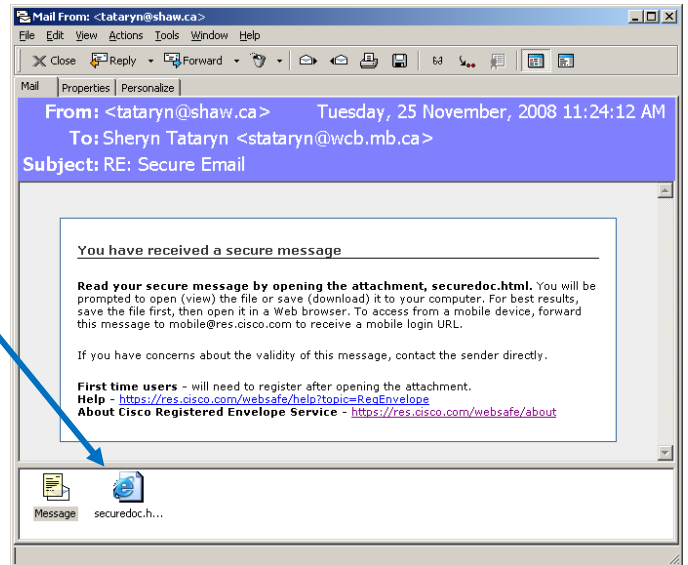 Mail From: <tataryn@shaw.ca>
File Edit View Actions Tools Window Help
Close Reply Forward
Mail Properties Personalize
From: <tataryn@shaw.ca> Tuesday, 25 November, 2008 11:24:12 AM
To: Sheryn Tataryn <stataryn@wcb.mb.ca>
Subject: RE: Secure Email
You have received a secure message
Read your secure message by opening the attachment, securedoc.html. You will be
prompted to open (view) the file or save (download) it to your computer. For best results,
save the file first, then open it in a Web browser. To access from a mobile device, forward
this message to mobile@res.cisco.com to receive a mobile login URL.
If you have concerns about the validity of this message, contact the sender directly.
First time users - will need to register after opening the attachment.
Help - https://res.cisco.com/websafe/help?topic=RegEnvelope
About Cisco Registered Envelope Service - https://res.cisco.com/websafe/about
Message securedoc.h...